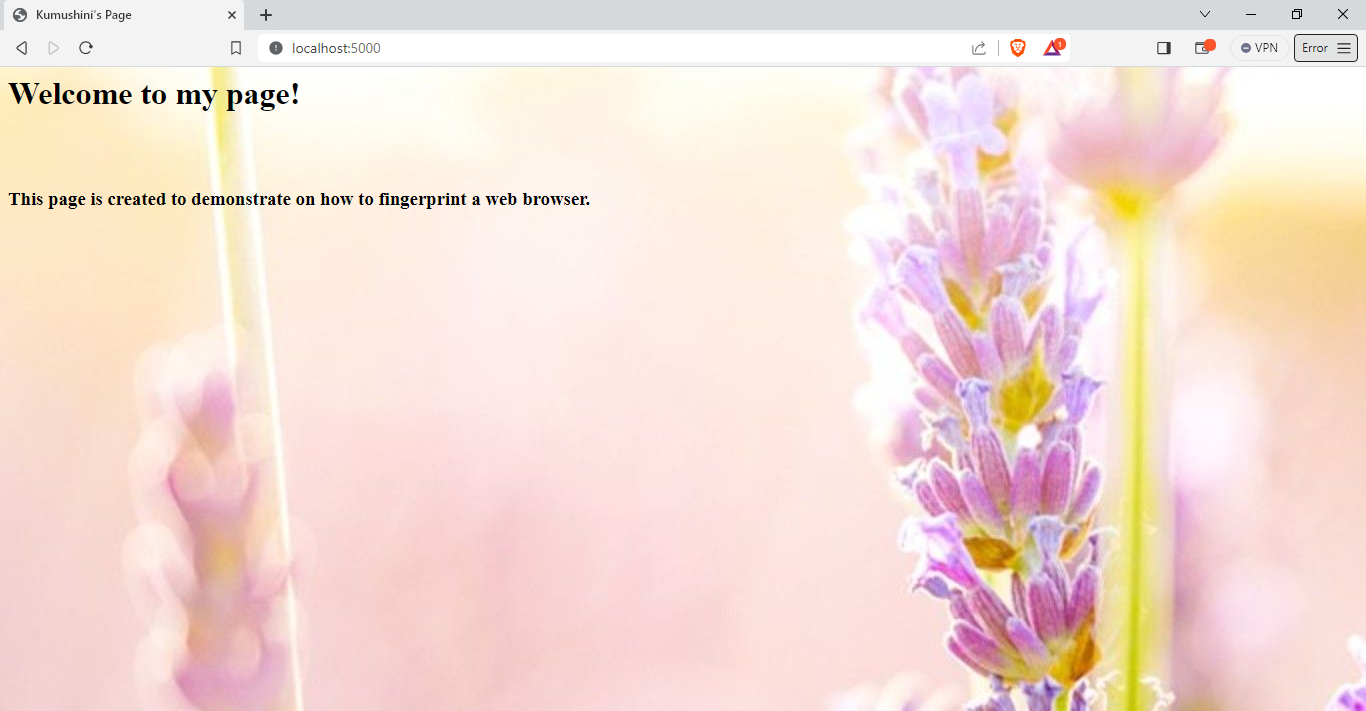 Kumushini's Page
localhost:5000
1
VPN
Error
Welcome to my page!
This page is created to demonstrate on how to fingerprint a web browser.